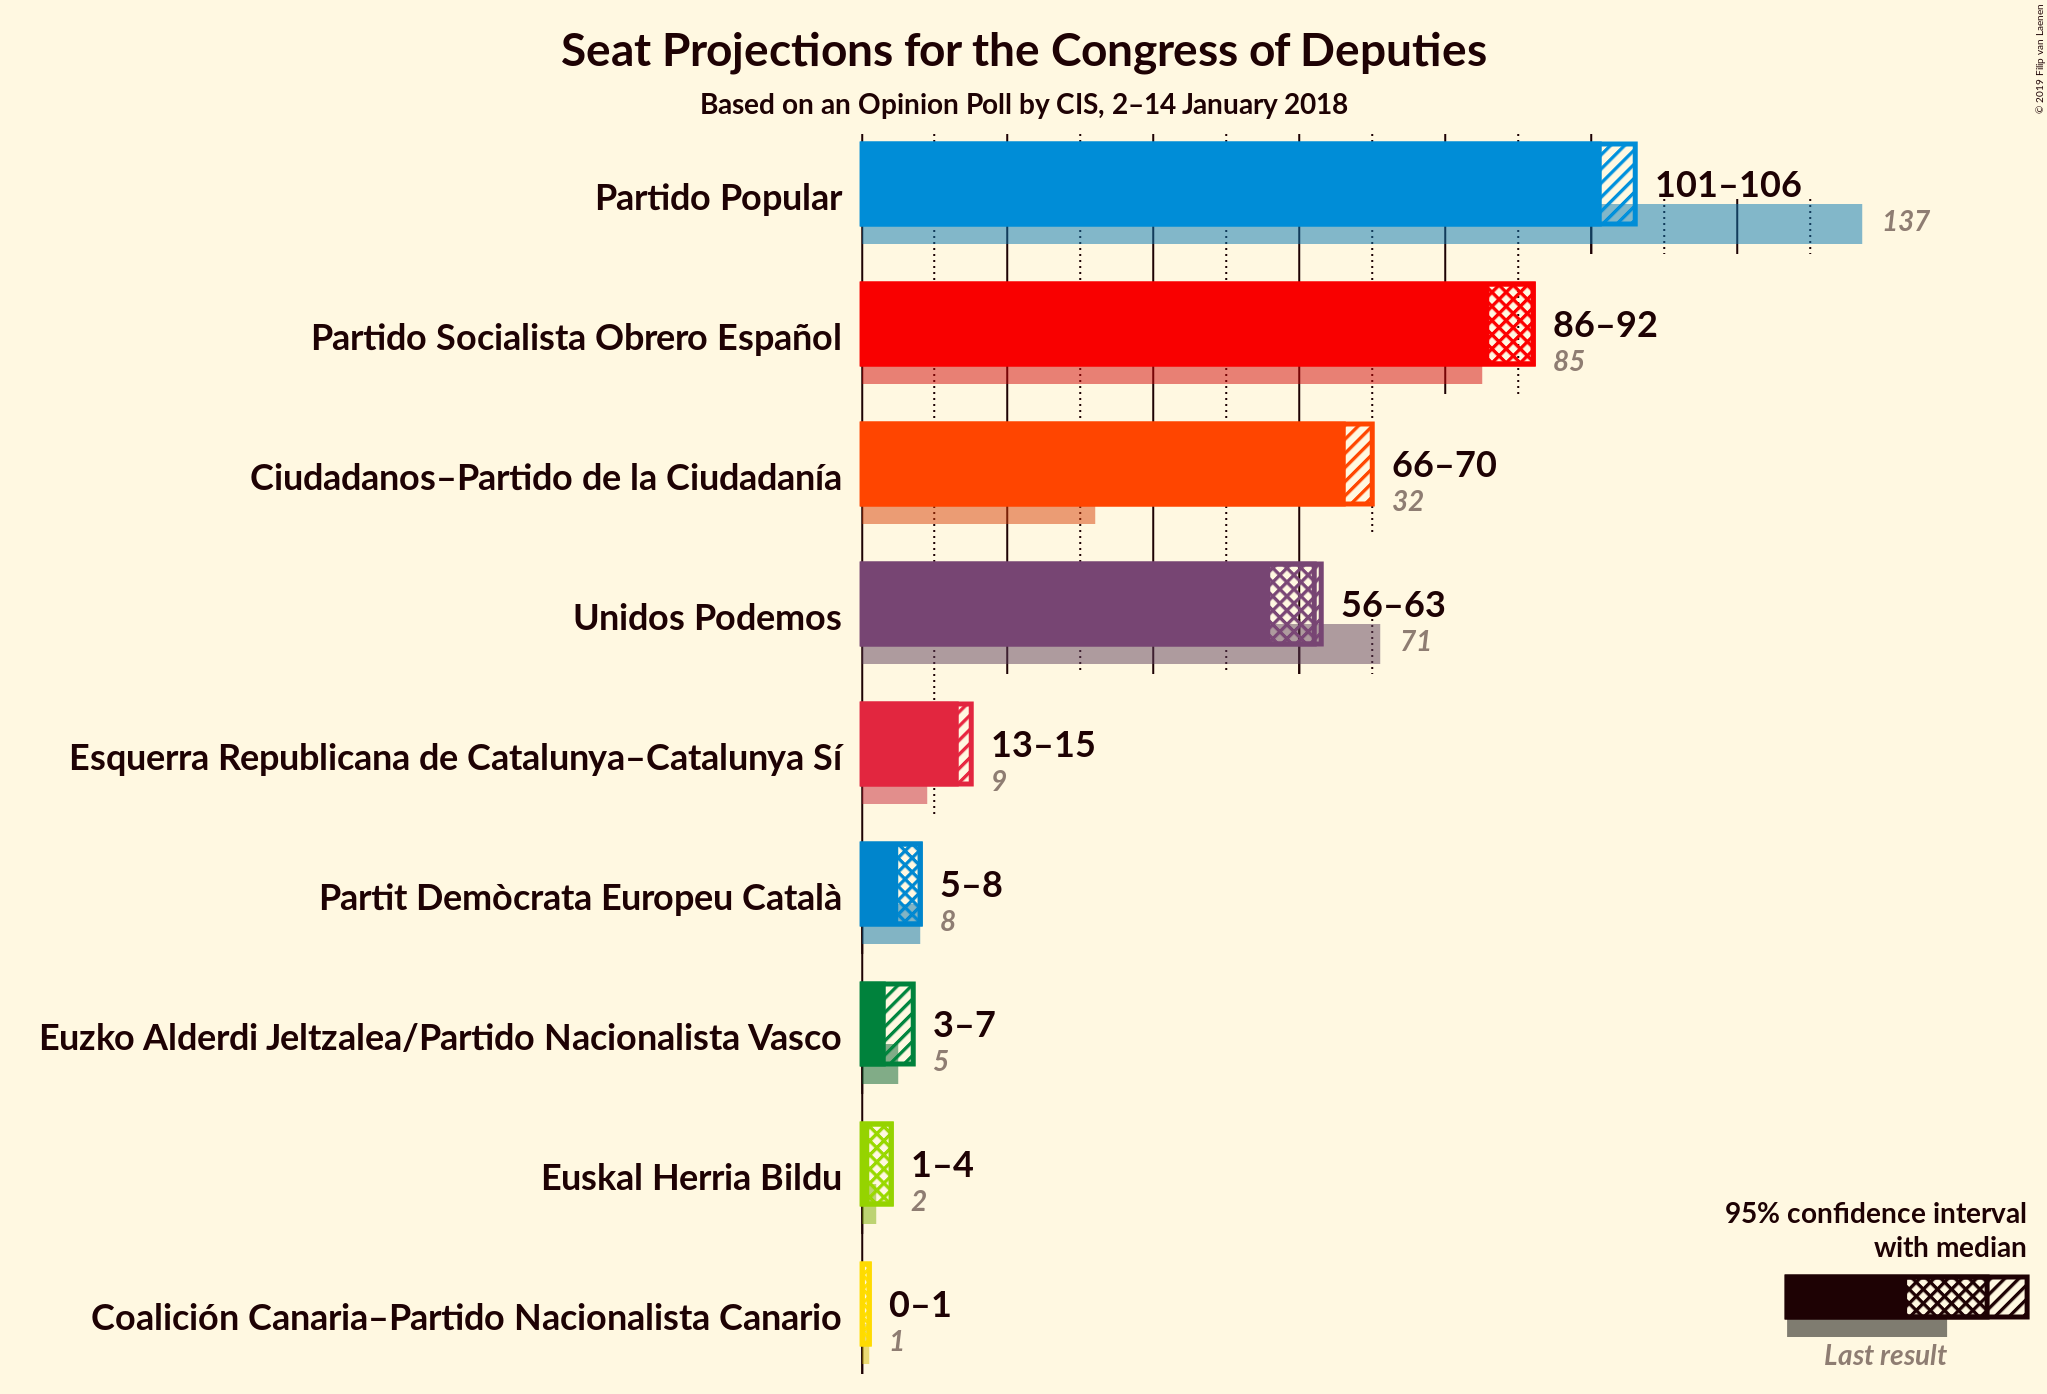 Seat Projections for the Congress of Deputies
Based on an Opinion Poll by CIS, 2–14 January 2018
© 2019 Filip van Laenen
Partido Popular
101–106
137
Partido Socialista Obrero Español
86–92
85
Ciudadanos–Partido de la Ciudadanía
66–70
32
Unidos Podemos
56–63
71
Esquerra Republicana de Catalunya–Catalunya Sí
13–15
9
Partit Demòcrata Europeu Català
5–8
8
Euzko Alderdi Jeltzalea/Partido Nacionalista Vasco
3–7
5
Euskal Herria Bildu
1–4
2
Coalición Canaria–Partido Nacionalista Canario
0–1
1
95% confidence interval
with median
Last result